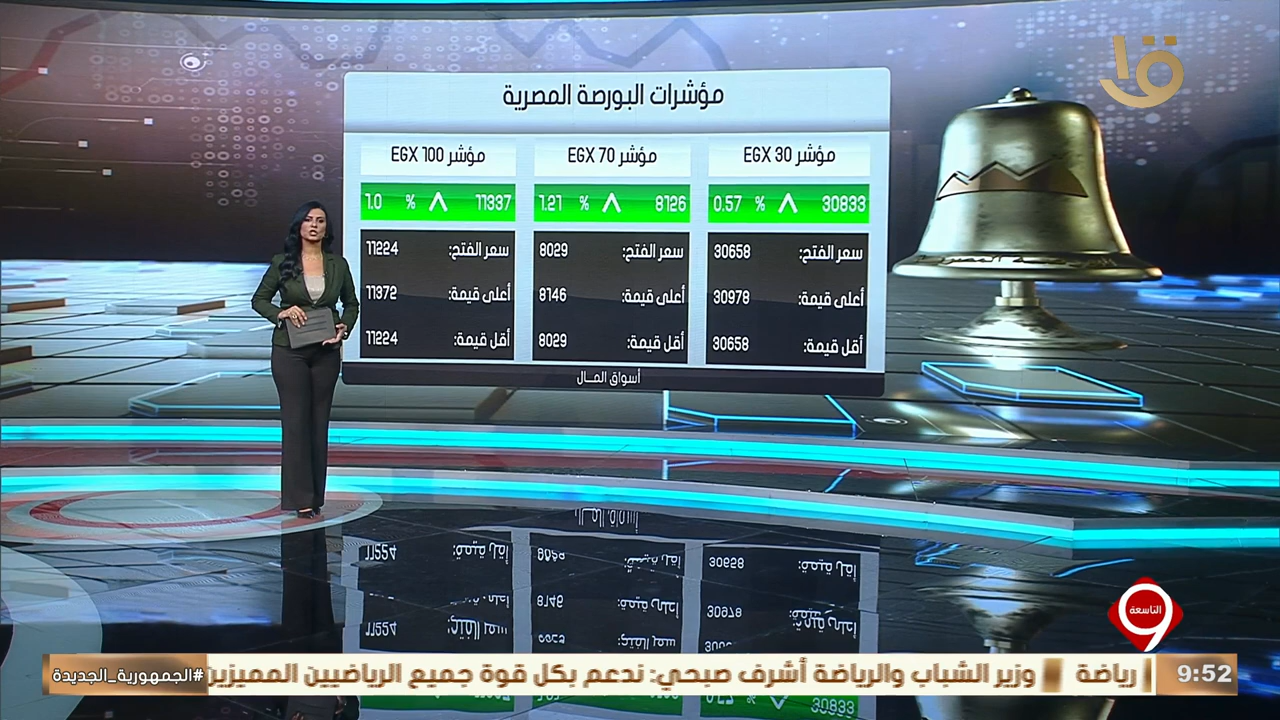 مؤشرات البورصة المصرية
مؤشر EGX 30
30833 % 0.57
سعر الفتح: 30658
أعلى قيمة: 30978
أقل قيمة: 30658
مؤشر EGX 70
8126 % 1.21
سعر الفتح: 8029
أعلى قيمة: 8146
أقل قيمة: 8029
مؤشر EGX 100
11337 % 1.0
سعر الفتح: 11224
أعلى قيمة: 11372
أقل قيمة: 11224
أسواق المـــال
التاسعة
9
9:52
رياضة
وزير الشباب والرياضة أشرف صبحي: ندعم بكل قوة جميع الرياضيين المميزين
#الجمهورية_الجديدة